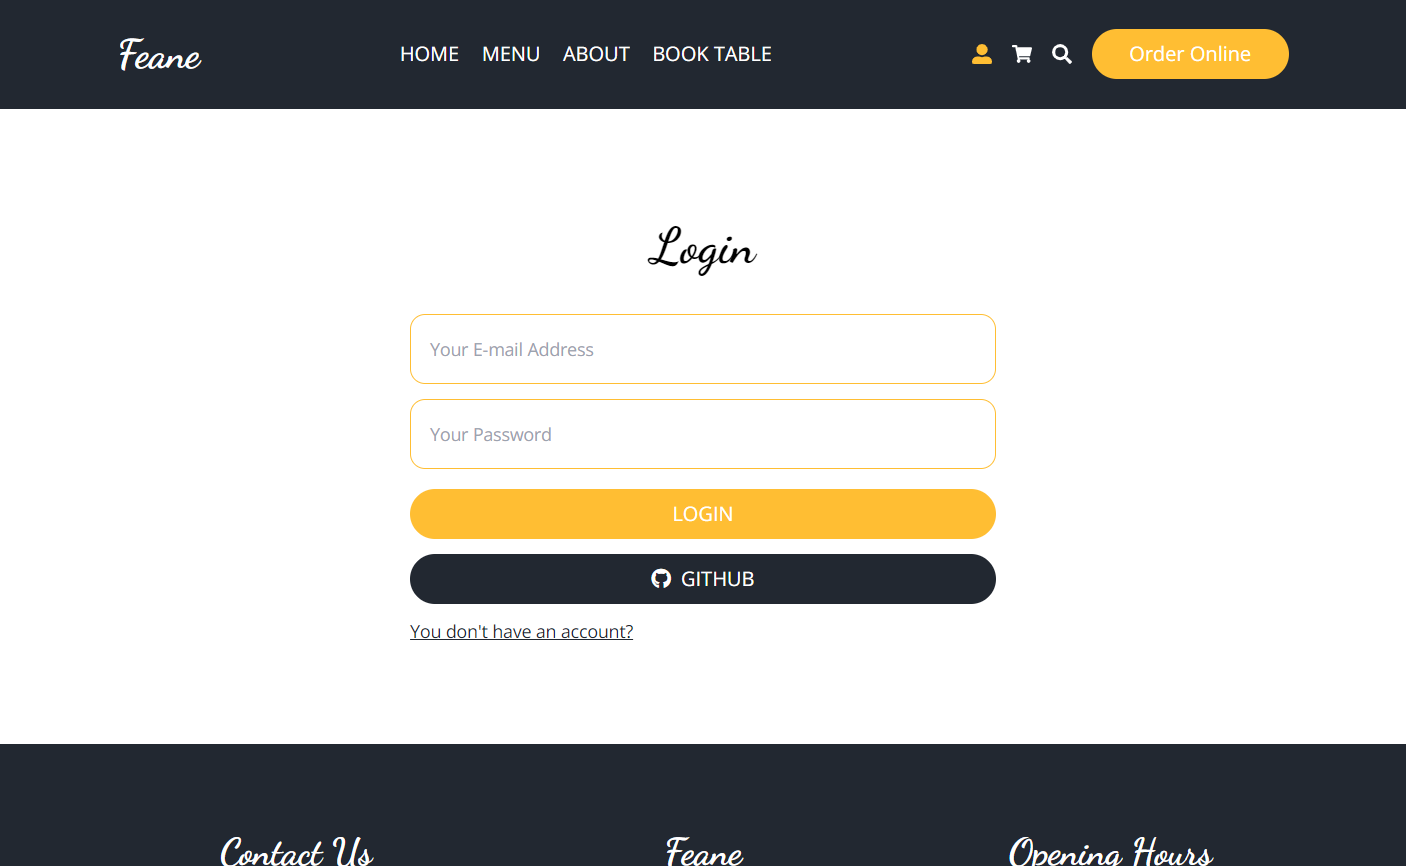 Feane
HOME MENU ABOUT BOOK TABLE
Order Online
Login
Your E-mail Address
Your Password
LOGIN
GITHUB
You don't have an account?
Contact Us
Feane
Opening Hours